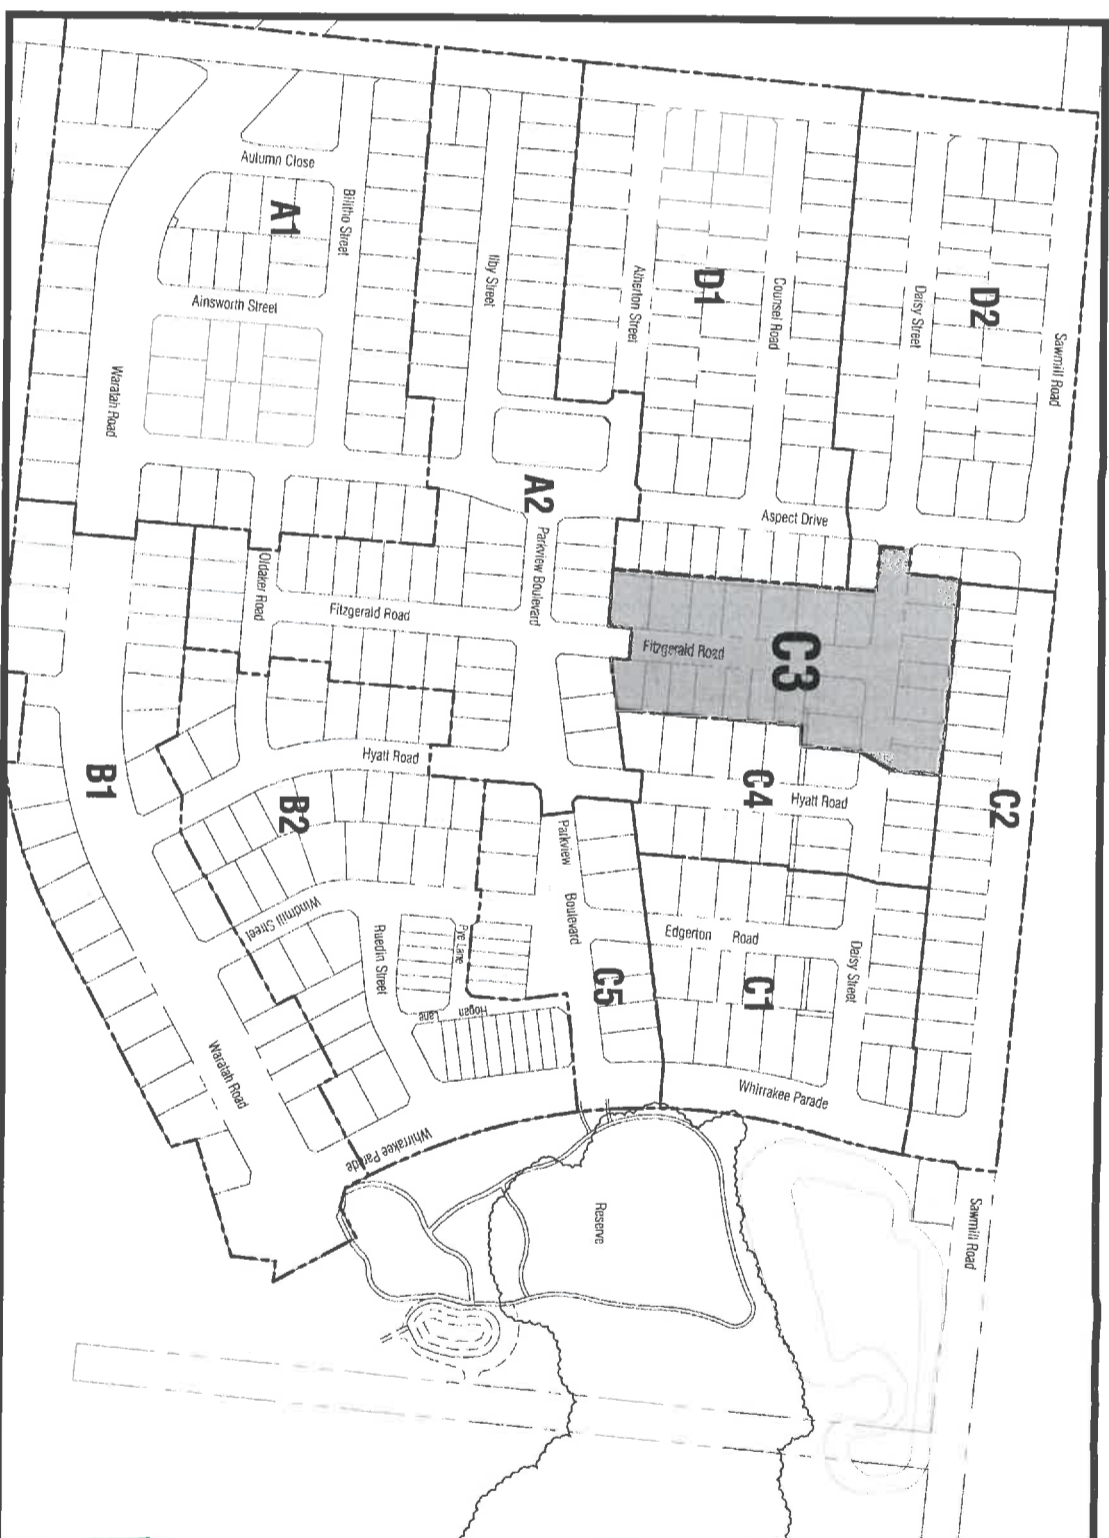 Autumn Close
A1
Bilitho Street
Ainsworth Street
Waratah Road
Ilby Street
Atherton Street
D1
Counsel Road
Daisy Street
D2
Sawmill Road
A2
Parkview Boulevard
Aspect Drive
Oldaker Road
Fitzgerald Road
Fitzgerald Road
C3
Hyatt Road
B1
B2
C4
Hyatt Road
C2
Parkview
Boulevard
Windmill Street
Ruedin Street
Pye Lane
Hogan Lane
C5
Edgerton Road
C1
Daisy Street
Waratah Road
Whirrakee Parade
Whirrakee Parade
Reserve
Sawmill Road